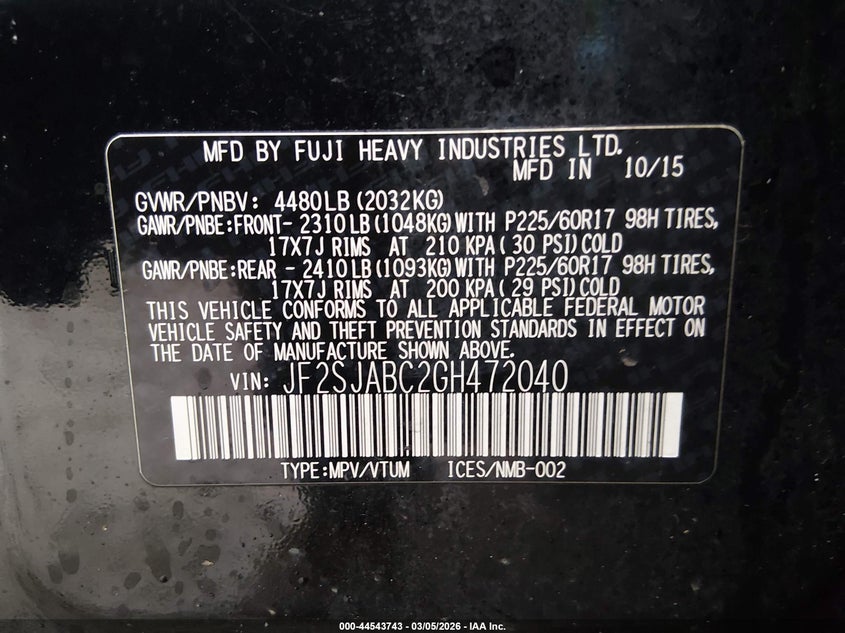 MFD BY FUJI HEAVY INDUSTRIES LTD.
MFD IN 10/15
GVWR/PNBV: 4480LB (2032KG)
GAWR/PNBE:FRONT- 2310LB (1048KG) WITH P225/60R17 98H TIRES,
17X7J RIMS AT 210 KPA ( 30 PSI) COLD
GAWR/PNBE:REAR - 2410LB (1093KG) WITH P225/60R17 98H TIRES,
17X7J RIMS AT 200 KPA ( 29 PSI) COLD
THIS VEHICLE CONFORMS TO ALL APPLICABLE FEDERAL MOTOR
VEHICLE SAFETY AND THEFT PREVENTION STANDARDS IN EFFECT ON
THE DATE OF MANUFACTURE SHOWN ABOVE.
VIN: JF2SJABC2GH472040
TYPE:MPV/VTUM ICES/NMB-002
000-44543743 - 03/05/2026 - IAA Inc.